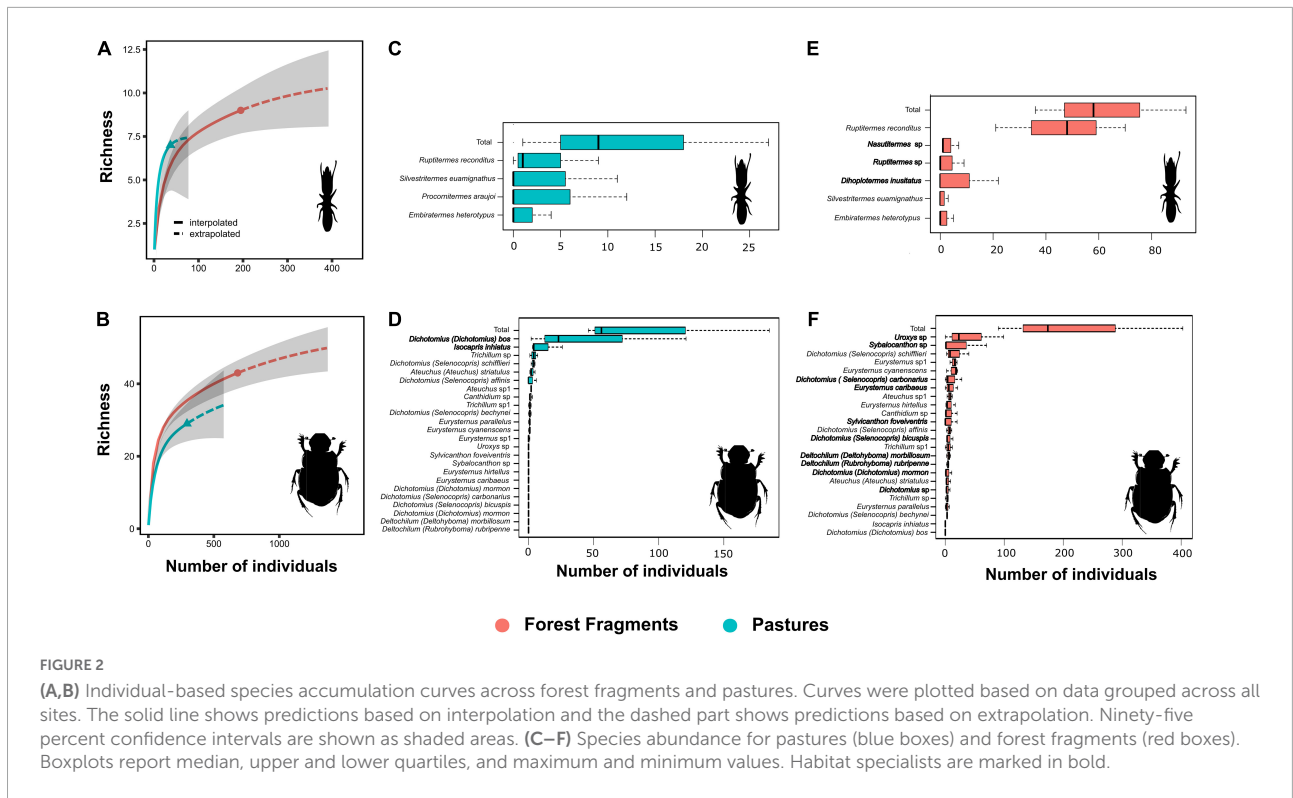 A
Richness
12.5
10.0
7.5
5.0
2.5
interpolated
extrapolated
0 100 200 300 400
C
Total
Ruptitermes reconditus
Silvestritermes euamignathus
Procornitermes araujoi
Embiratermes heterotypus
0 5 10 15 20 25
E
Total
Ruptitermes reconditus
Nasutitermes sp
Ruptitermes sp
Dihoplotermes inusitatus
Silvestritermes euamignathus
Embiratermes heterotypus
0 20 40 60 80
B
Richness
40
20
0
0 500 1000
Number of individuals
D
Total
Dichotomius (Dichotomius) bos
Isocapris inhiatus
Trichillum sp
Dichotomius (Selenocopris) schifflieri
Ateuchus (Ateuchus) striatulus
Dichotomius (Selenocopris) affinis
Ateuchus sp1
Canthidium sp
Trichillum sp1
Dichotomius (Selenocopris) bechynei
Eurysternus parallelus
Eurysternus cyanenscens
Eurysternus sp1
Uroxys sp
Sylvicanthon foveiventris
Sybalocanthon sp
Eurysternus hirtellus
Eurysternus caribaeus
Dichotomius (Dichotomius) mormon
Dichotomius (Selenocopris) carbonarius
Dichotomius (Selenocopris) bicuspis
Dichotomius (Dichotomius) mormon
Deltochilum (Deltohyboma) morbillosum
Deltochilum (Rubrohyboma) rubripenne
0 50 100 150
Number of individuals
F
Total
Uroxys sp
Sybalocanthon sp
Dichotomius (Selenocopris) schifflieri
Eurysternus sp1
Eurysternus cyanenscens
Dichotomius ( Selenocopris) carbonarius
Eurysternus caribaeus
Ateuchus sp1
Eurysternus hirtellus
Canthidium sp
Sylvicanthon foveiventris
Dichotomius (Selenocopris) affinis
Dichotomius (Selenocopris) bicuspis
Trichillum sp1
Deltochilum (Deltohyboma) morbillosum
Deltochilum (Rubrohyboma) rubripenne
Dichotomius (Dichotomius) mormon
Ateuchus (Ateuchus) striatulus
Dichotomius sp
Trichillum sp
Eurysternus parallelus
Dichotomius (Selenocopris) bechynei
Isocapris inhiatus
Dichotomius (Dichotomius) bos
0 100 200 300 400
Number of individuals
Forest Fragments Pastures
FIGURE 2
(A,B) Individual-based species accumulation curves across forest fragments and pastures. Curves were plotted based on data grouped across all
sites. The solid line shows predictions based on interpolation and the dashed part shows predictions based on extrapolation. Ninety-five
percent confidence intervals are shown as shaded areas. (C–F) Species abundance for pastures (blue boxes) and forest fragments (red boxes).
Boxplots report median, upper and lower quartiles, and maximum and minimum values. Habitat specialists are marked in bold.